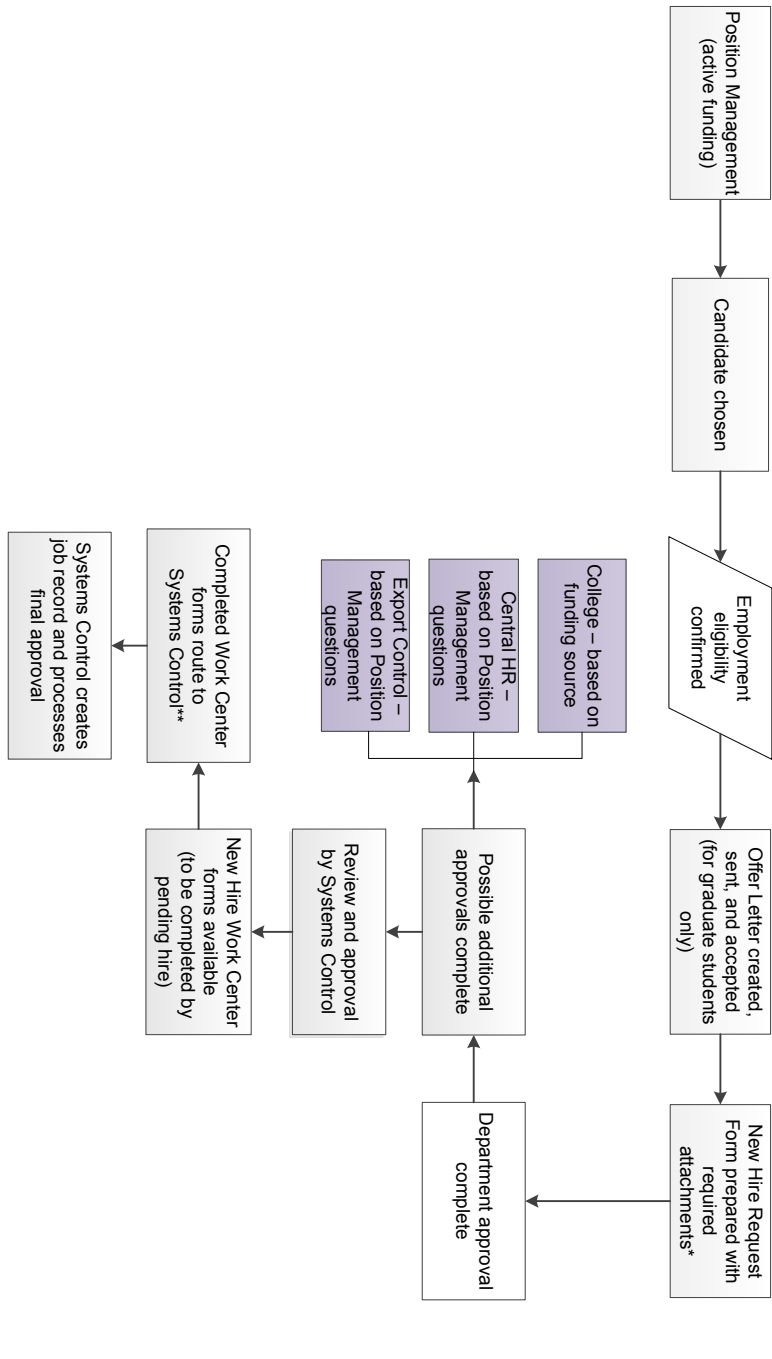 Position Management
(active funding)
Candidate chosen
Employment
eligibility
confirmed
Offer Letter created,
sent, and accepted
(for graduate students
only)
New Hire Request
Form prepared with
required
attachments*
Department approval
complete
Possible additional
approvals complete
College – based on
funding source
Central HR –
based on Position
Management
questions
Export Control –
based on Position
Management
questions
Review and approval
by Systems Control
New Hire Work Center
forms available
(to be completed by
pending hire)
Completed Work Center
forms route to
Systems Control**
Systems Control creates
job record and processes
final approval